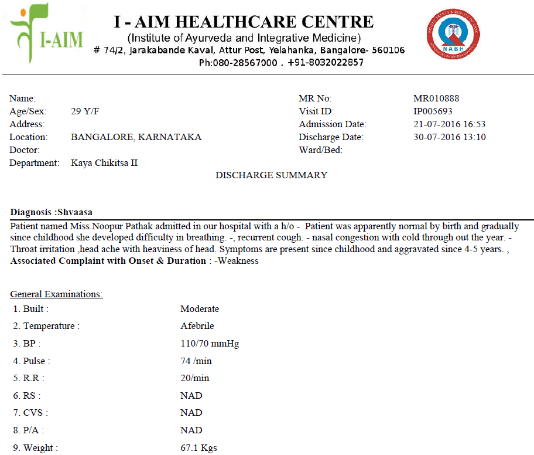 I-AIM
I - AIM HEALTHCARE CENTRE
(Institute of Ayurveda and Integrative Medicine)
# 74/2, Jarakabande Kaval, Attur Post, Yelahanka, Bangalore- 560106
Ph:080-28567000 , +91-8032022857
NABH
Name: MR No: MR010888
Age/Sex: 29 Y/F Visit ID: IP005693
Address: Admission Date: 21-07-2016 16:53
Location: BANGALORE, KARNATAKA Discharge Date: 30-07-2016 13:10
Doctor: Ward/Bed:
Department: Kaya Chikitsa II
DISCHARGE SUMMARY
Diagnosis :Shvaasa
Patient named Miss.Noopur Pathak admitted in our hospital with a h/o - Patient was apparently normal by birth and gradually
since childhood she developed difficulty in breathing. -, recurrent cough. - nasal congestion with cold through out the year. -
Throat irritation ,head ache with heaviness of head. Symptoms are present since childhood and aggravated since 4-5 years. ,
Associated Complaint with Onset & Duration : -Weakness
General Examinations:
1. Built : Moderate
2. Temperature : Afebrile
3. BP : 110/70 mmHg
4. Pulse : 74 /min
5. R.R : 20/min
6. RS : NAD
7. CVS : NAD
8. P/A : NAD
9. Weight : 67.1 Kgs